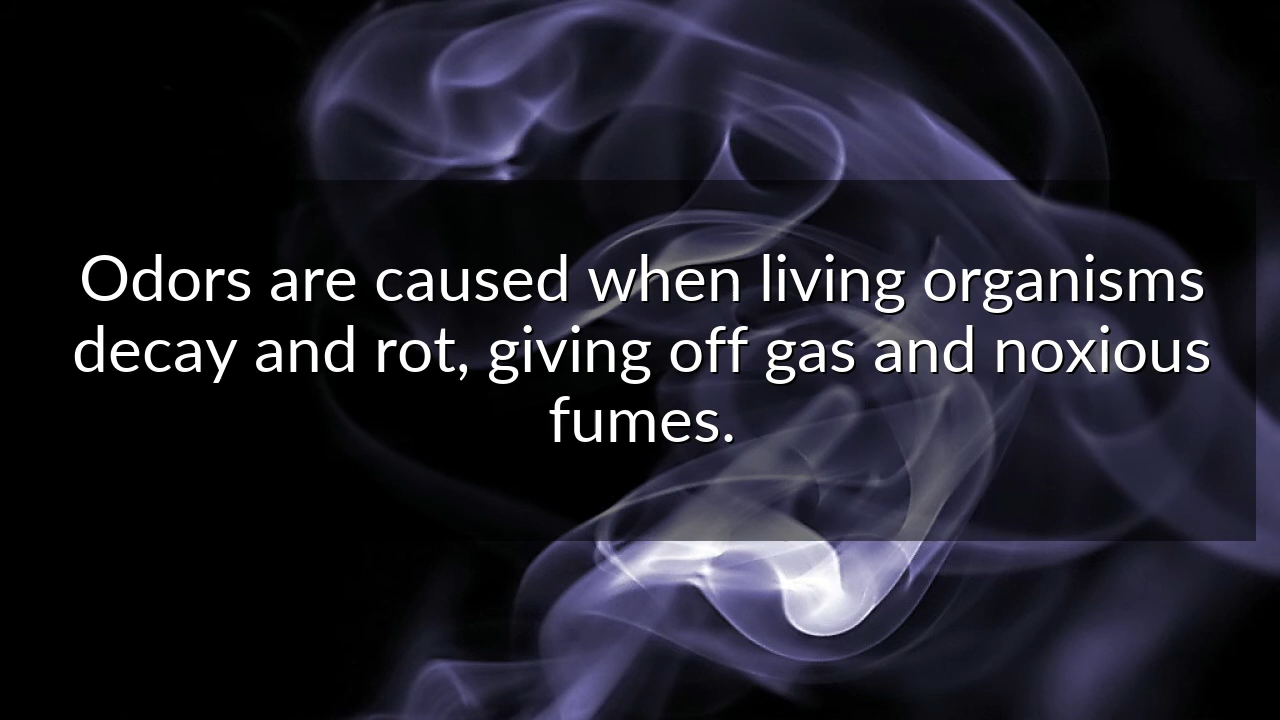 Odors are caused when living organisms
decay and rot, giving off gas and noxious
fumes.